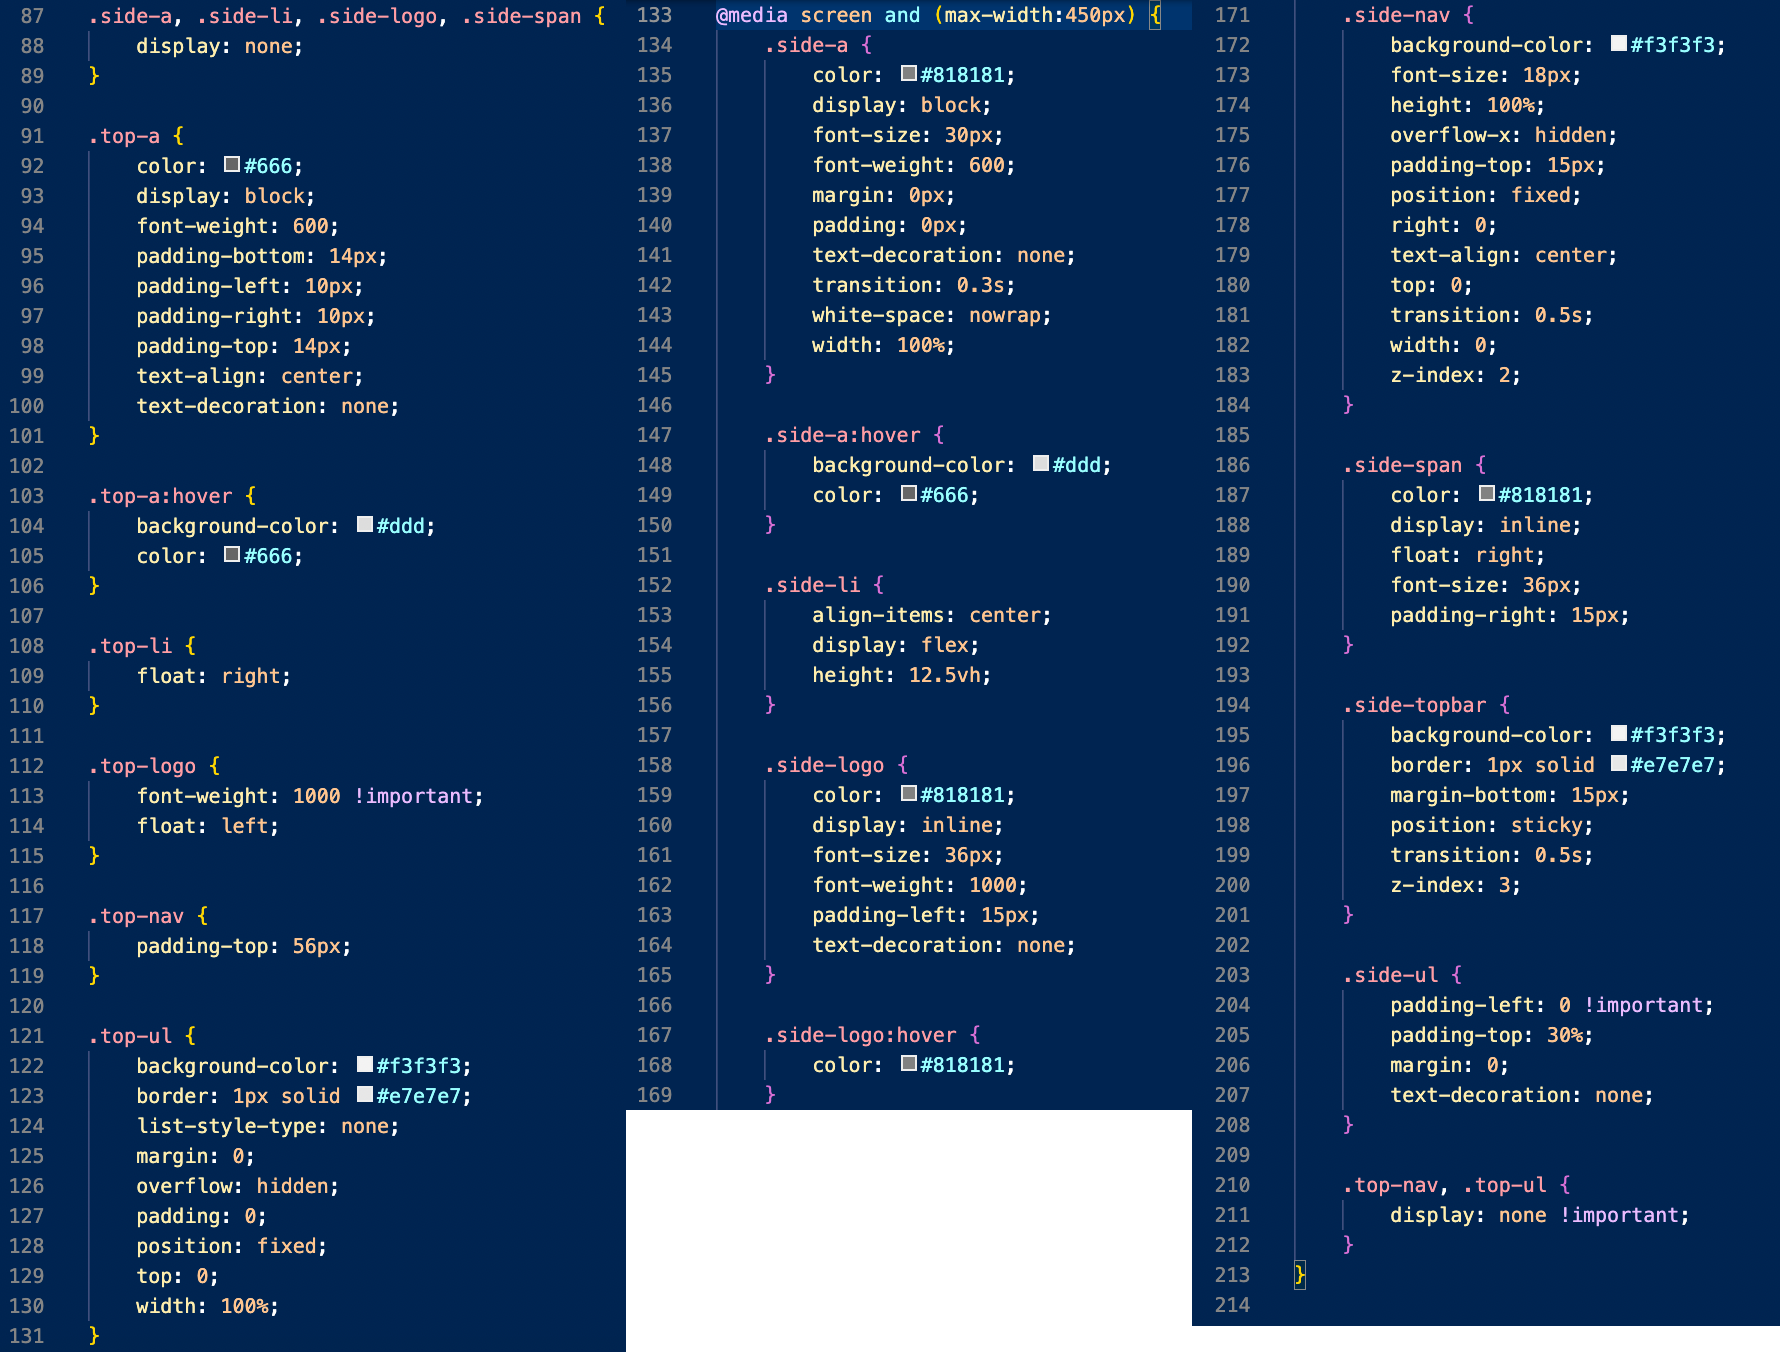 87 .side-a, .side-li, .side-logo, .side-span {
88 display: none;
89 }
90
91 .top-a {
92 color: #666;
93 display: block;
94 font-weight: 600;
95 padding-bottom: 14px;
96 padding-left: 10px;
97 padding-right: 10px;
98 padding-top: 14px;
99 text-align: center;
100 text-decoration: none;
101 }
102
103 .top-a:hover {
104 background-color: #ddd;
105 color: #666;
106 }
107
108 .top-li {
109 float: right;
110 }
111
112 .top-logo {
113 font-weight: 1000 !important;
114 float: left;
115 }
116
117 .top-nav {
118 padding-top: 56px;
119 }
120
121 .top-ul {
122 background-color: #f3f3f3;
123 border: 1px solid #e7e7e7;
124 list-style-type: none;
125 margin: 0;
126 overflow: hidden;
127 padding: 0;
128 position: fixed;
129 top: 0;
130 width: 100%;
131 }
133 @media screen and (max-width:450px) {
134 .side-a {
135 color: #818181;
136 display: block;
137 font-size: 30px;
138 font-weight: 600;
139 margin: 0px;
140 padding: 0px;
141 text-decoration: none;
142 transition: 0.3s;
143 white-space: nowrap;
144 width: 100%;
145 }
146
147 .side-a:hover {
148 background-color: #ddd;
149 color: #666;
150 }
151
152 .side-li {
153 align-items: center;
154 display: flex;
155 height: 12.5vh;
156 }
157
158 .side-logo {
159 color: #818181;
160 display: inline;
161 font-size: 36px;
162 font-weight: 1000;
163 padding-left: 15px;
164 text-decoration: none;
165 }
166
167 .side-logo:hover {
168 color: #818181;
169 }
171 .side-nav {
172 background-color: #f3f3f3;
173 font-size: 18px;
174 height: 100%;
175 overflow-x: hidden;
176 padding-top: 15px;
177 position: fixed;
178 right: 0;
179 text-align: center;
180 top: 0;
181 transition: 0.5s;
182 width: 0;
183 z-index: 2;
184 }
185
186 .side-span {
187 color: #818181;
188 display: inline;
189 float: right;
190 font-size: 36px;
191 padding-right: 15px;
192 }
193
194 .side-topbar {
195 background-color: #f3f3f3;
196 border: 1px solid #e7e7e7;
197 margin-bottom: 15px;
198 position: sticky;
199 transition: 0.5s;
200 z-index: 3;
201 }
202
203 .side-ul {
204 padding-left: 0 !important;
205 padding-top: 30%;
206 margin: 0;
207 text-decoration: none;
208 }
209
210 .top-nav, .top-ul {
211 display: none !important;
212 }
213 }
214